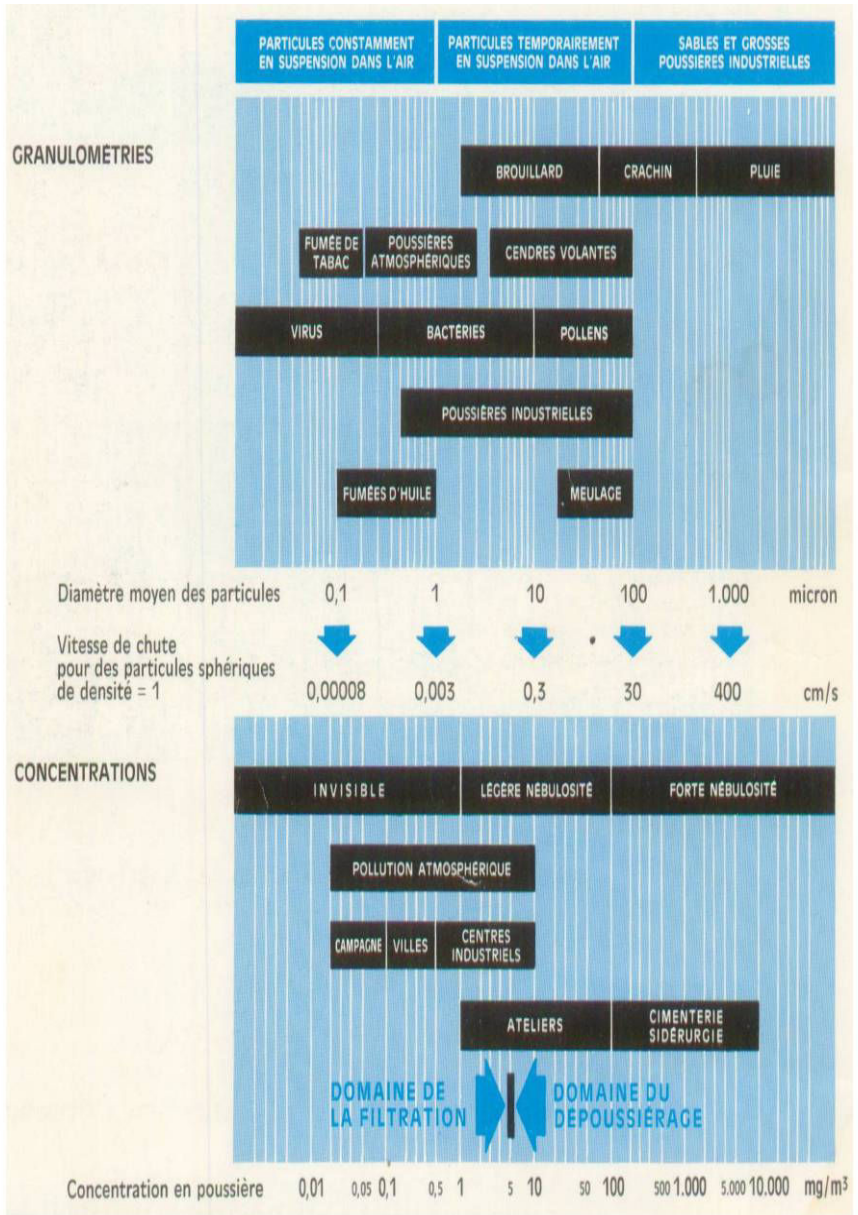 PARTICULES CONSTAMMENT
EN SUSPENSION DANS L'AIR
PARTICULES TEMPORAIREMENT
EN SUSPENSION DANS L'AIR
SABLES ET GROSSES
POUSSIÈRES INDUSTRIELLES
GRANULOMÉTRIES
BROUILLARD CRACHIN PLUIE
FUMÉE DE
TABAC
POUSSIÈRES
ATMOSPHÉRIQUES
CENDRES VOLANTES
VIRUS BACTÉRIES POLLENS
POUSSIÈRES INDUSTRIELLES
FUMÉES D'HUILE MEULAGE
Diamètre moyen des particules 0,1 1 10 100 1.000 micron
Vitesse de chute
pour des particules sphériques
de densité = 1 0,00008 0,003 0,3 30 400 cm/s
CONCENTRATIONS
INVISIBLE LÉGÈRE NÉBULOSITÉ FORTE NÉBULOSITÉ
POLLUTION ATMOSPHÉRIQUE
CAMPAGNE VILLES
CENTRES
INDUSTRIELS
ATELIERS
CIMENTERIE
SIDÉRURGIE
DOMAINE DE
LA FILTRATION
DOMAINE DU
DÉPOUSSIÉRAGE
Concentration en poussière 0,01 0,05 0,1 0,5 1 5 10 50 100 500 1.000 5.000 10.000 mg/m³